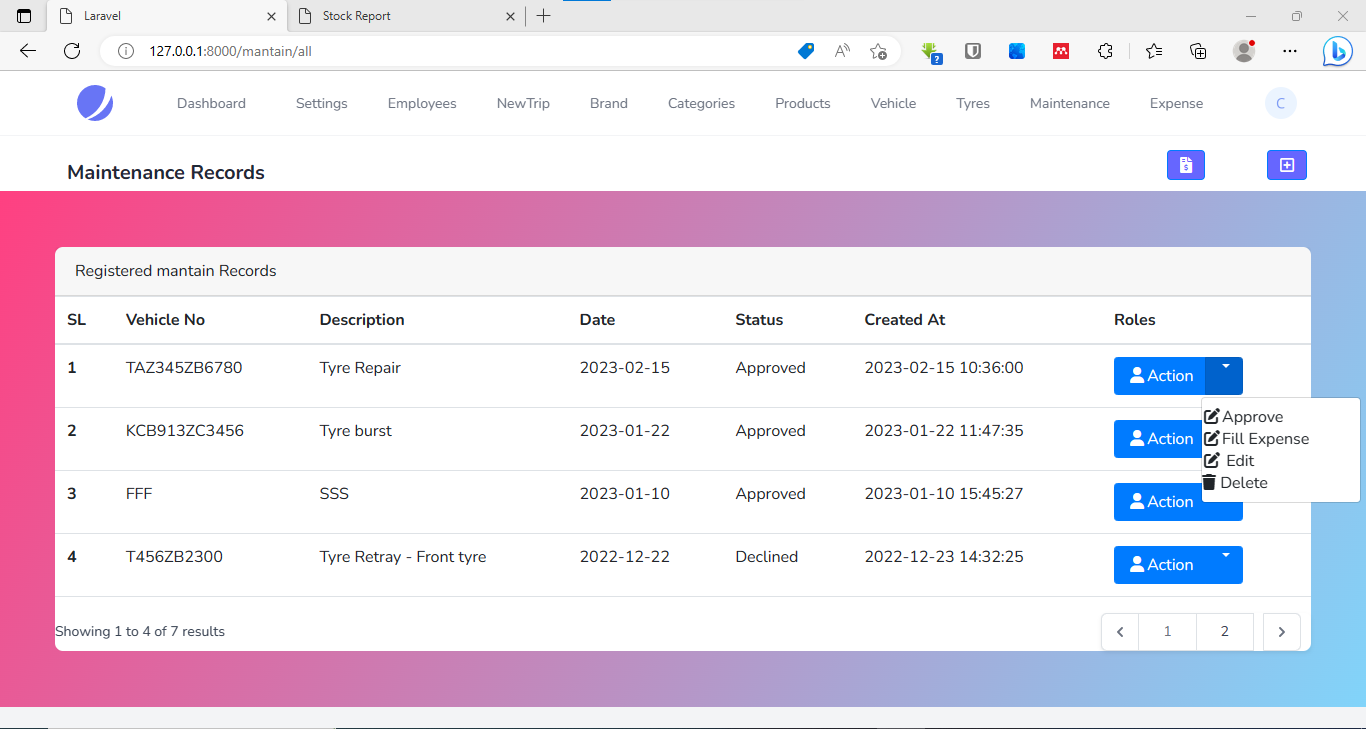 Laravel
Stock Report
127.0.0.1:8000/mantain/all
Dashboard Settings Employees NewTrip Brand Categories Products Vehicle Tyres Maintenance Expense C
Maintenance Records
Registered mantain Records
SL Vehicle No Description Date Status Created At Roles
1 TAZ345ZB6780 Tyre Repair 2023-02-15 Approved 2023-02-15 10:36:00 Action
Approve
2 KCB913ZC3456 Tyre burst 2023-01-22 Approved 2023-01-22 11:47:35 Action
Fill Expense
Edit
Delete
3 FFF SSS 2023-01-10 Approved 2023-01-10 15:45:27 Action
4 T456ZB2300 Tyre Retray - Front tyre 2022-12-22 Declined 2022-12-23 14:32:25 Action
Showing 1 to 4 of 7 results
1 2